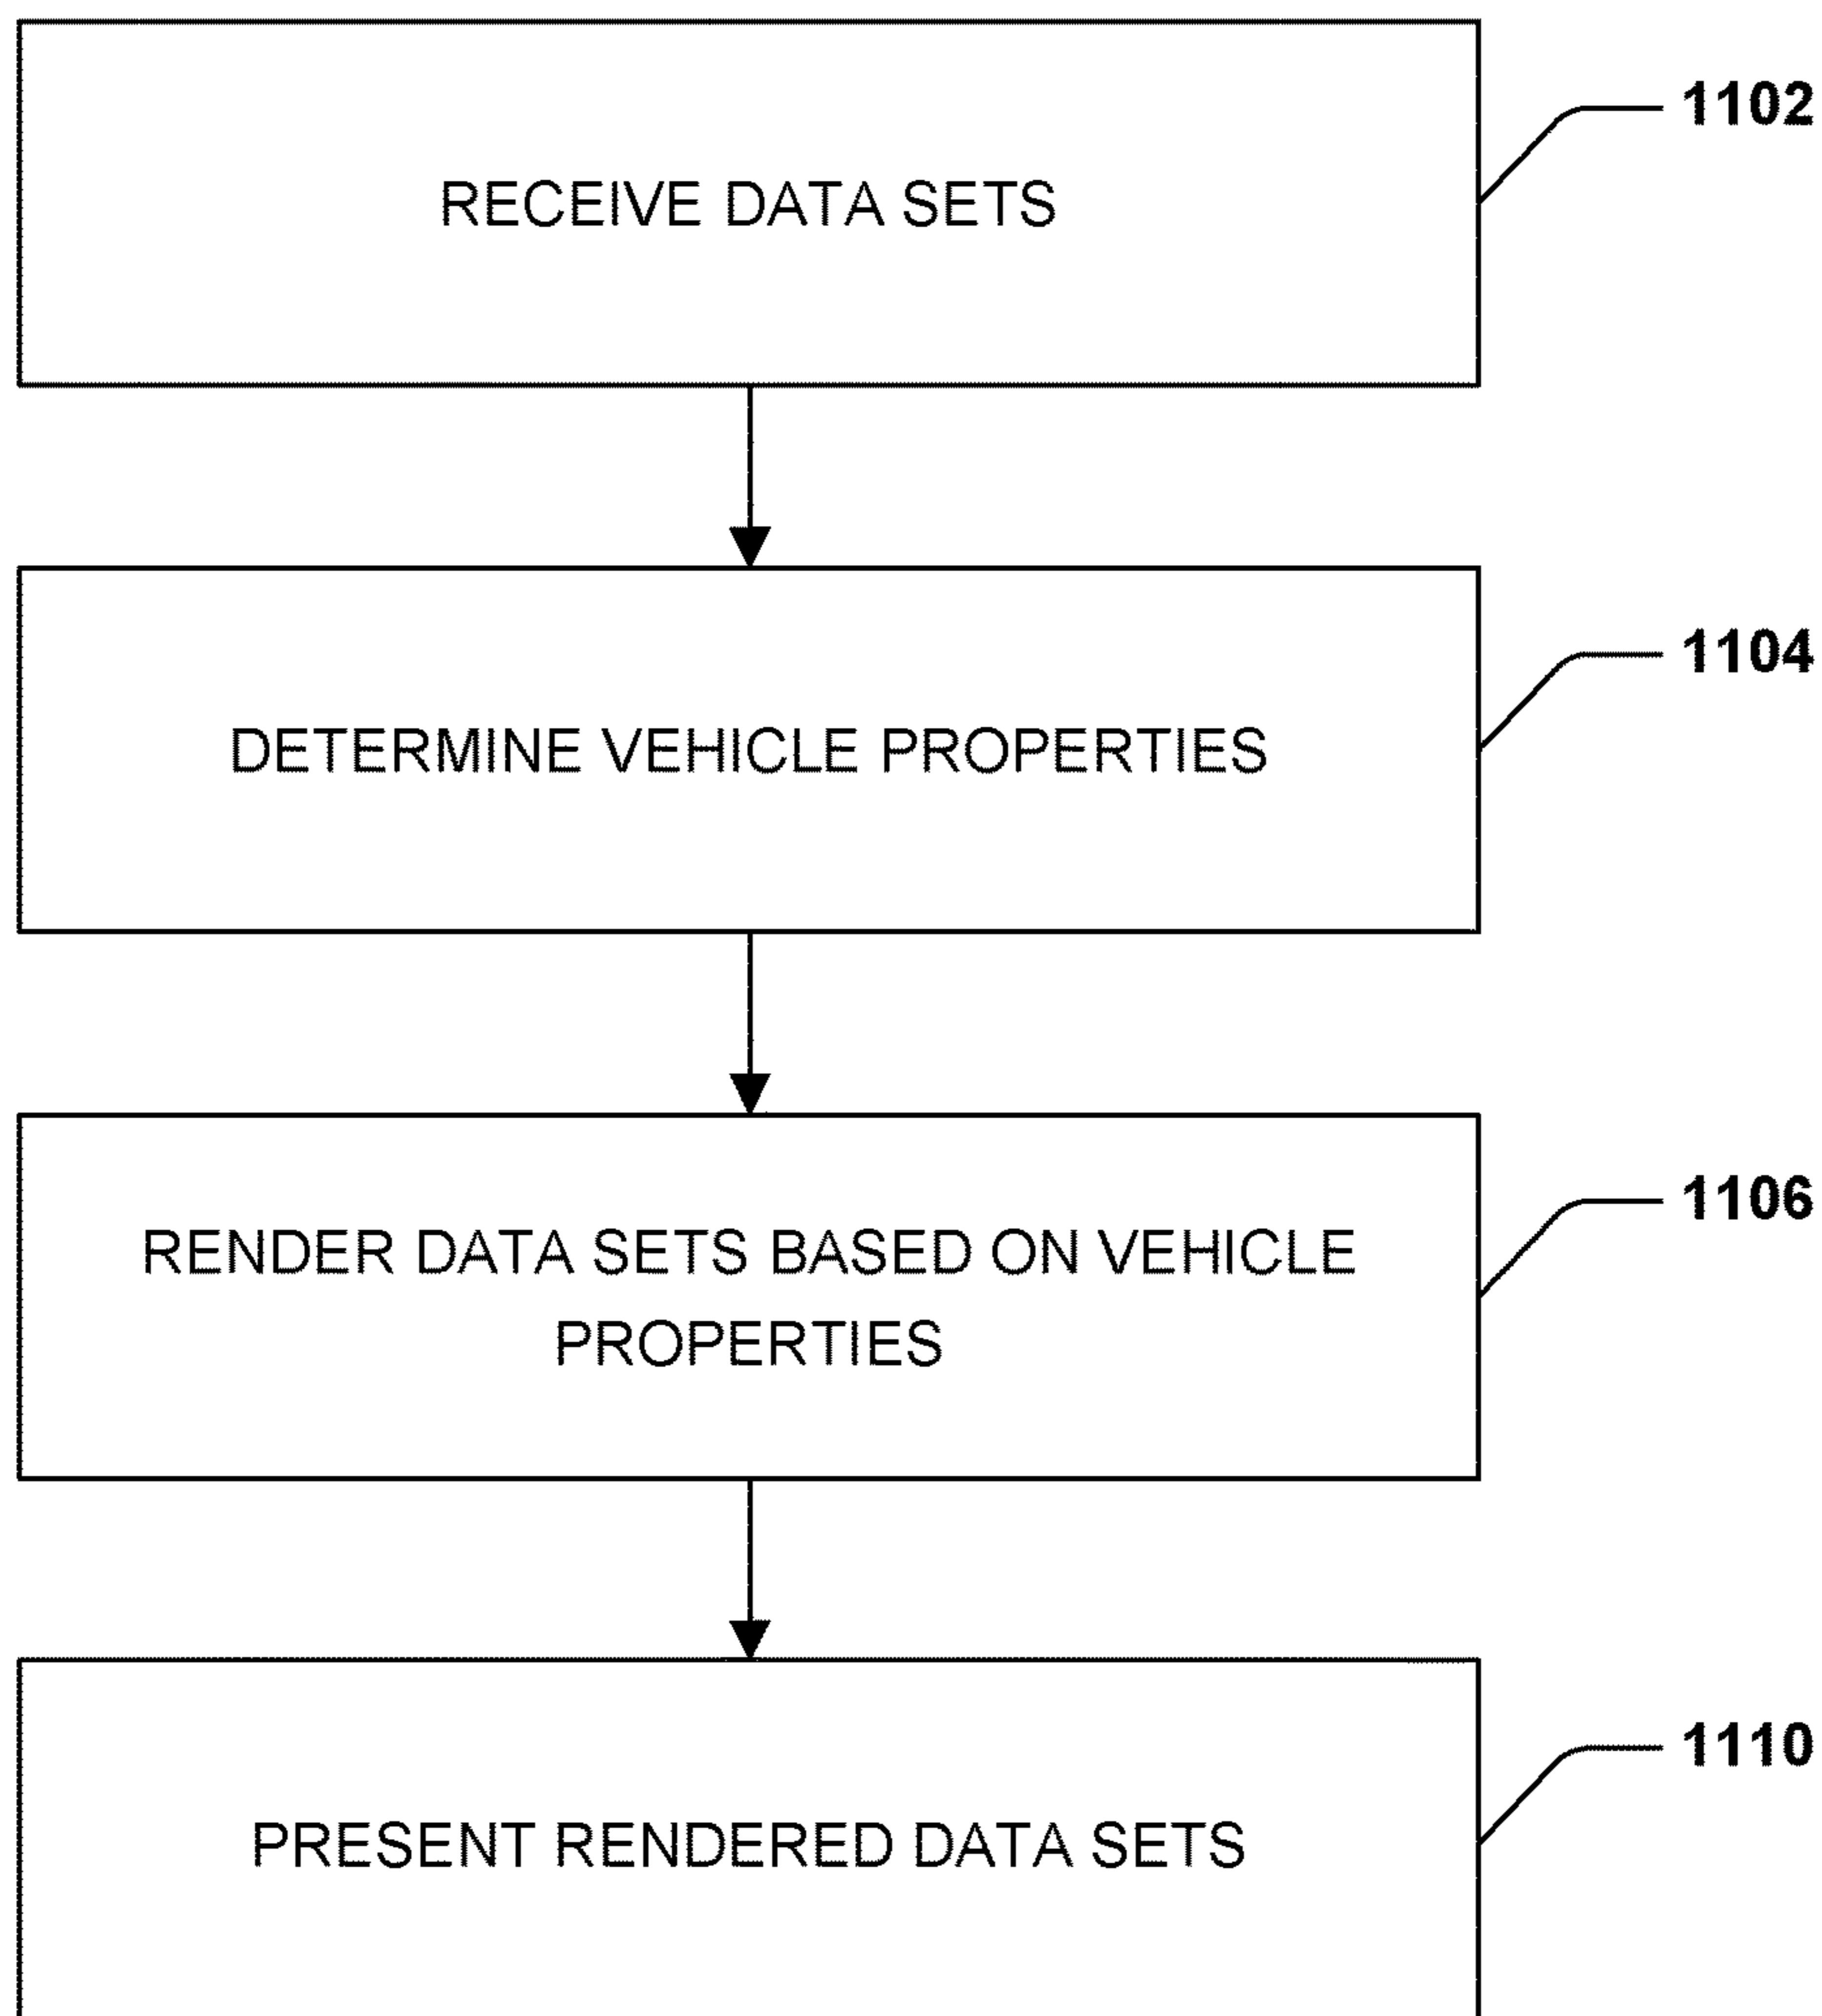 1102
RECEIVE DATA SETS
1104
DETERMINE VEHICLE PROPERTIES
1106
RENDER DATA SETS BASED ON VEHICLE
PROPERTIES
1110
PRESENT RENDERED DATA SETS